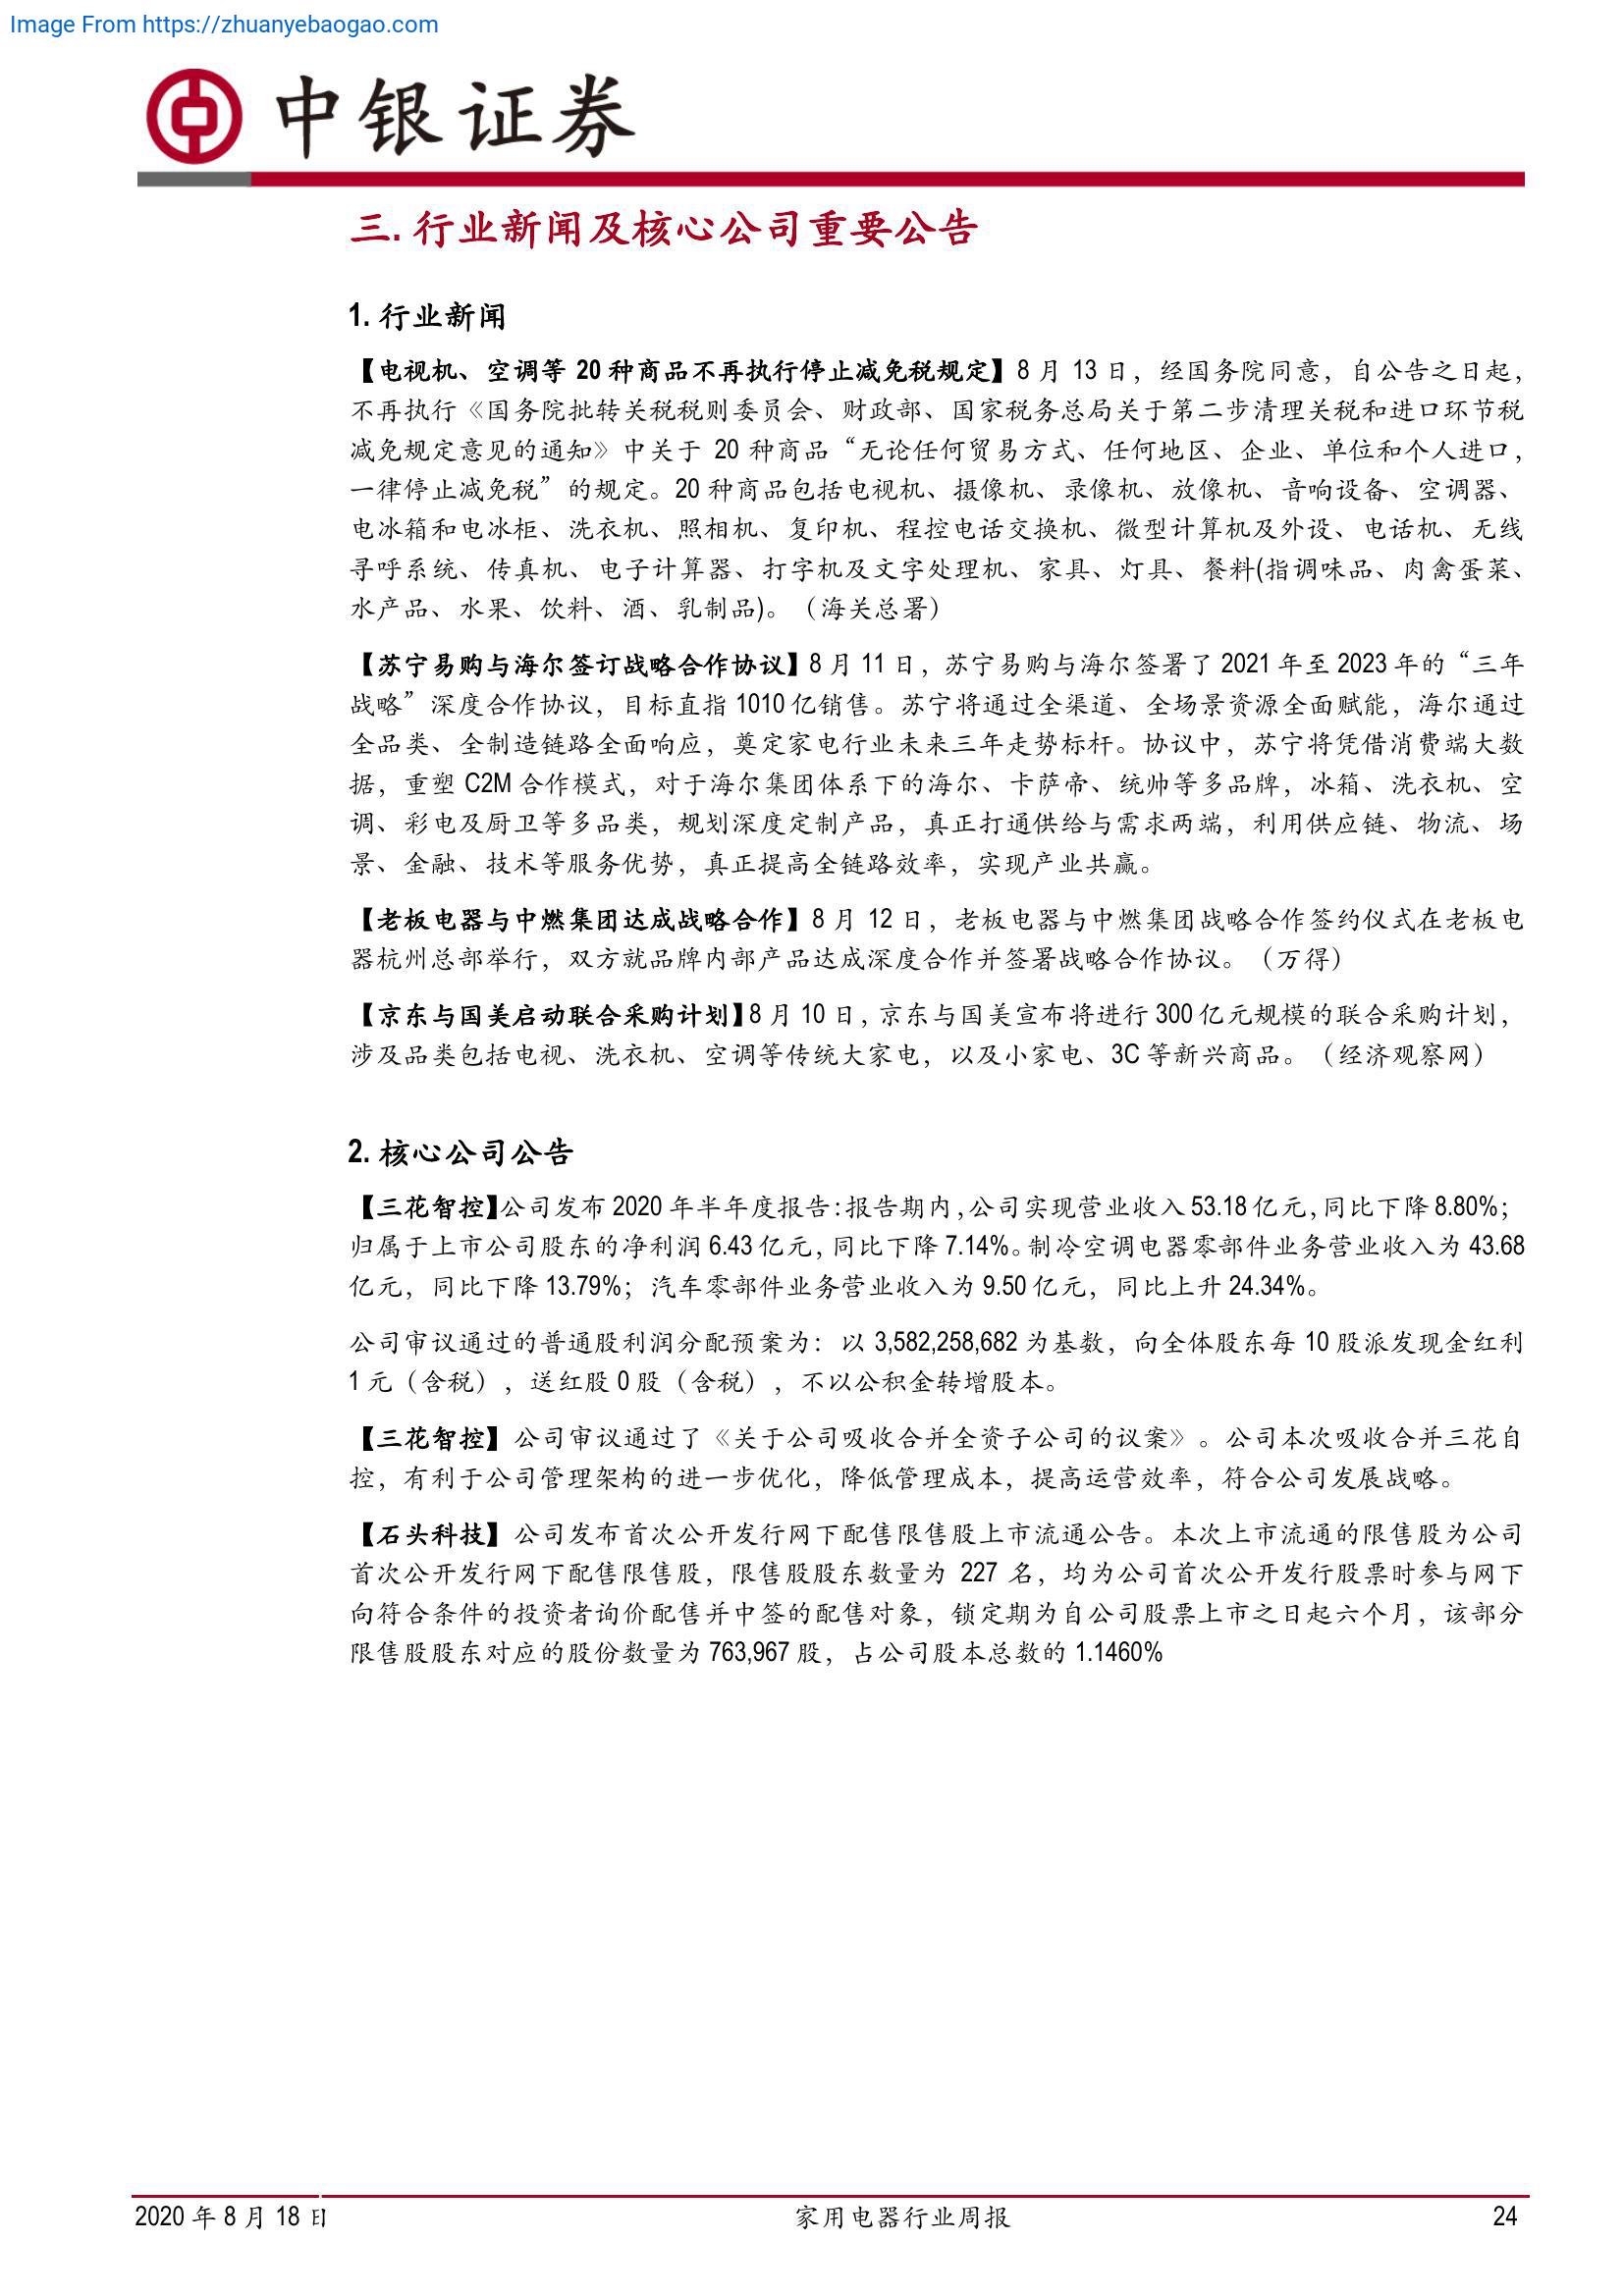 Image From https://zhuanyebaogao.com
中银证券
三. 行业新闻及核心公司重要公告
1. 行业新闻
【电视机、空调等 20 种商品不再执行停止减免税规定】8 月 13 日，经国务院同意，自公告之日起，
不再执行《国务院批转关税税则委员会、财政部、国家税务总局关于第二步清理关税和进口环节税
减免规定意见的通知》中关于 20 种商品“无论任何贸易方式、任何地区、企业、单位和个人进口，
一律停止减免税”的规定。20 种商品包括电视机、摄像机、录像机、放像机、音响设备、空调器、
电冰箱和电冰柜、洗衣机、照相机、复印机、程控电话交换机、微型计算机及外设、电话机、无线
寻呼系统、传真机、电子计算器、打字机及文字处理机、家具、灯具、餐料(指调味品、肉禽蛋菜、
水产品、水果、饮料、酒、乳制品)。（海关总署）
【苏宁易购与海尔签订战略合作协议】8 月 11 日，苏宁易购与海尔签署了 2021 年至 2023 年的“三年
战略”深度合作协议，目标直指 1010 亿销售。苏宁将通过全渠道、全场景资源全面赋能，海尔通过
全品类、全制造链路全面响应，奠定家电行业未来三年走势标杆。协议中，苏宁将凭借消费端大数
据，重塑 C2M 合作模式，对于海尔集团体系下的海尔、卡萨帝、统帅等多品牌，冰箱、洗衣机、空
调、彩电及厨卫等多品类，规划深度定制产品，真正打通供给与需求两端，利用供应链、物流、场
景、金融、技术等服务优势，真正提高全链路效率，实现产业共赢。
【老板电器与中燃集团达成战略合作】8 月 12 日，老板电器与中燃集团战略合作签约仪式在老板电
器杭州总部举行，双方就品牌内部产品达成深度合作并签署战略合作协议。（万得）
【京东与国美启动联合采购计划】8 月 10 日，京东与国美宣布将进行 300 亿元规模的联合采购计划，
涉及品类包括电视、洗衣机、空调等传统大家电，以及小家电、3C 等新兴商品。（经济观察网）
2. 核心公司公告
【三花智控】公司发布 2020 年半年度报告：报告期内，公司实现营业收入 53.18 亿元，同比下降 8.80%；
归属于上市公司股东的净利润 6.43 亿元，同比下降 7.14%。制冷空调电器零部件业务营业收入为 43.68
亿元，同比下降 13.79%；汽车零部件业务营业收入为 9.50 亿元，同比上升 24.34%。
公司审议通过的普通股利润分配预案为：以 3,582,258,682 为基数，向全体股东每 10 股派发现金红利
1 元（含税），送红股 0 股（含税），不以公积金转增股本。
【三花智控】公司审议通过了《关于公司吸收合并全资子公司的议案》。公司本次吸收合并三花自
控，有利于公司管理架构的进一步优化，降低管理成本，提高运营效率，符合公司发展战略。
【石头科技】公司发布首次公开发行网下配售限售股上市流通公告。本次上市流通的限售股为公司
首次公开发行网下配售限售股，限售股股东数量为 227 名，均为公司首次公开发行股票时参与网下
向符合条件的投资者询价配售并中签的配售对象，锁定期为自公司股票上市之日起六个月，该部分
限售股股东对应的股份数量为 763,967 股，占公司股本总数的 1.1460%
2020 年 8 月 18 日
家用电器行业周报
24